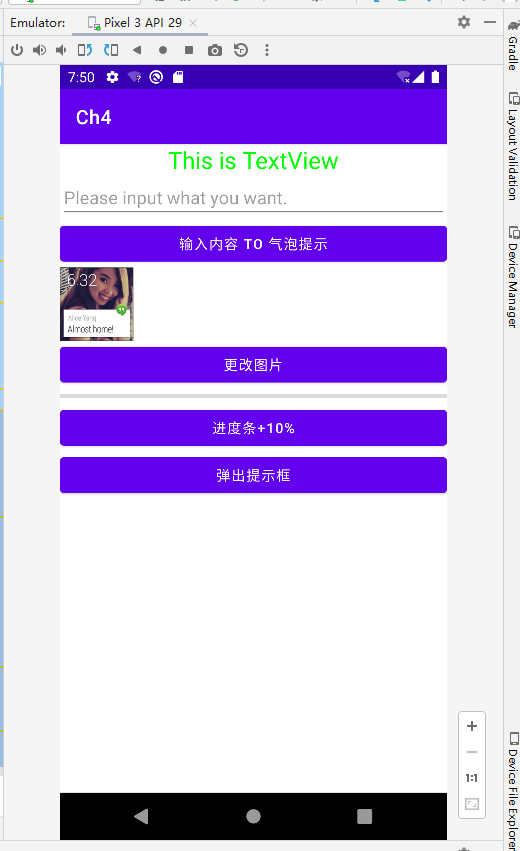 Emulator:
Pixel 3 API 29
7:50
Ch4
This is TextView
Please input what you want.
输入内容 TO 气泡提示
6:32
Alice Yang
Almost home!
更改图片
进度条+10%
弹出提示框
1:1
Gradle
Layout Validation
Device Manager
Device File Explorer